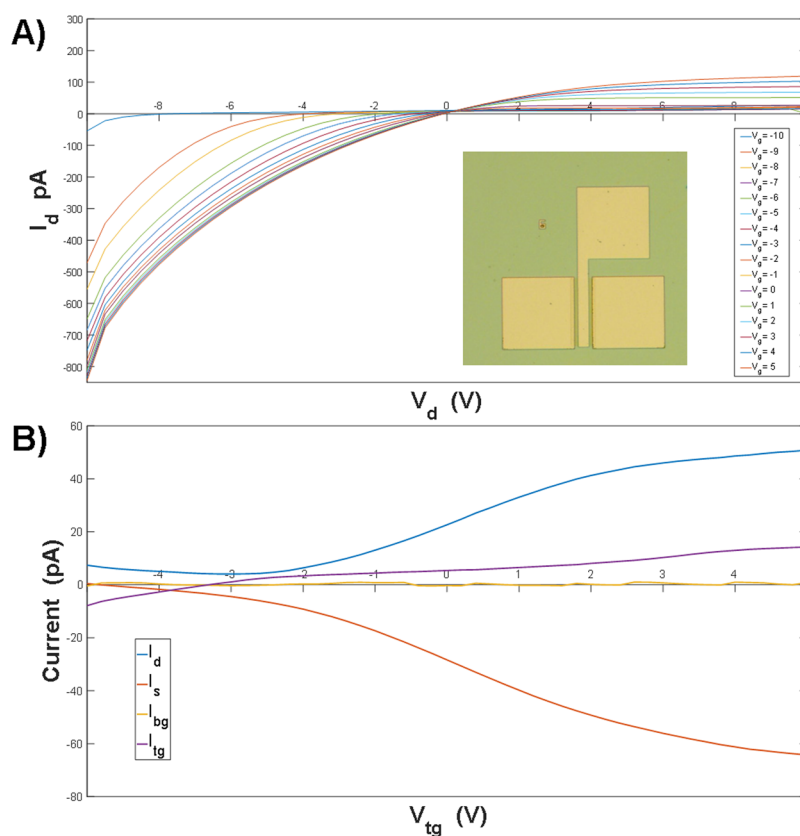 A)
300
200
100
0
-100
-200
-300
-400
-500
-600
-700
-800
-8
-6
-4
-2
0
2
4
6
8
I_d pA
V_d (V)
V_g = -10
V_g = -9
V_g = -8
V_g = -7
V_g = -6
V_g = -5
V_g = -4
V_g = -3
V_g = -2
V_g = -1
V_g = 0
V_g = 1
V_g = 2
V_g = 3
V_g = 4
V_g = 5
B)
60
40
20
0
-20
-40
-60
-80
-4
-3
-2
-1
0
1
2
3
4
Current (pA)
I_d
I_s
I_bg
I_tg
V_tg (V)